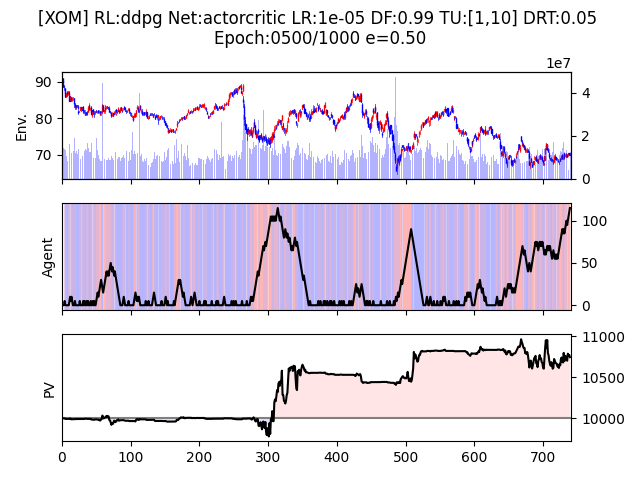 [XOM] RL:ddpg Net:actorcritic LR:1e-05 DF:0.99 TU:[1,10] DRT:0.05
Epoch:0500/1000 e=0.50
1e7
90
80
70
Env.
4
2
0
Agent
100
50
0
PV
11000
10500
10000
0 100 200 300 400 500 600 700